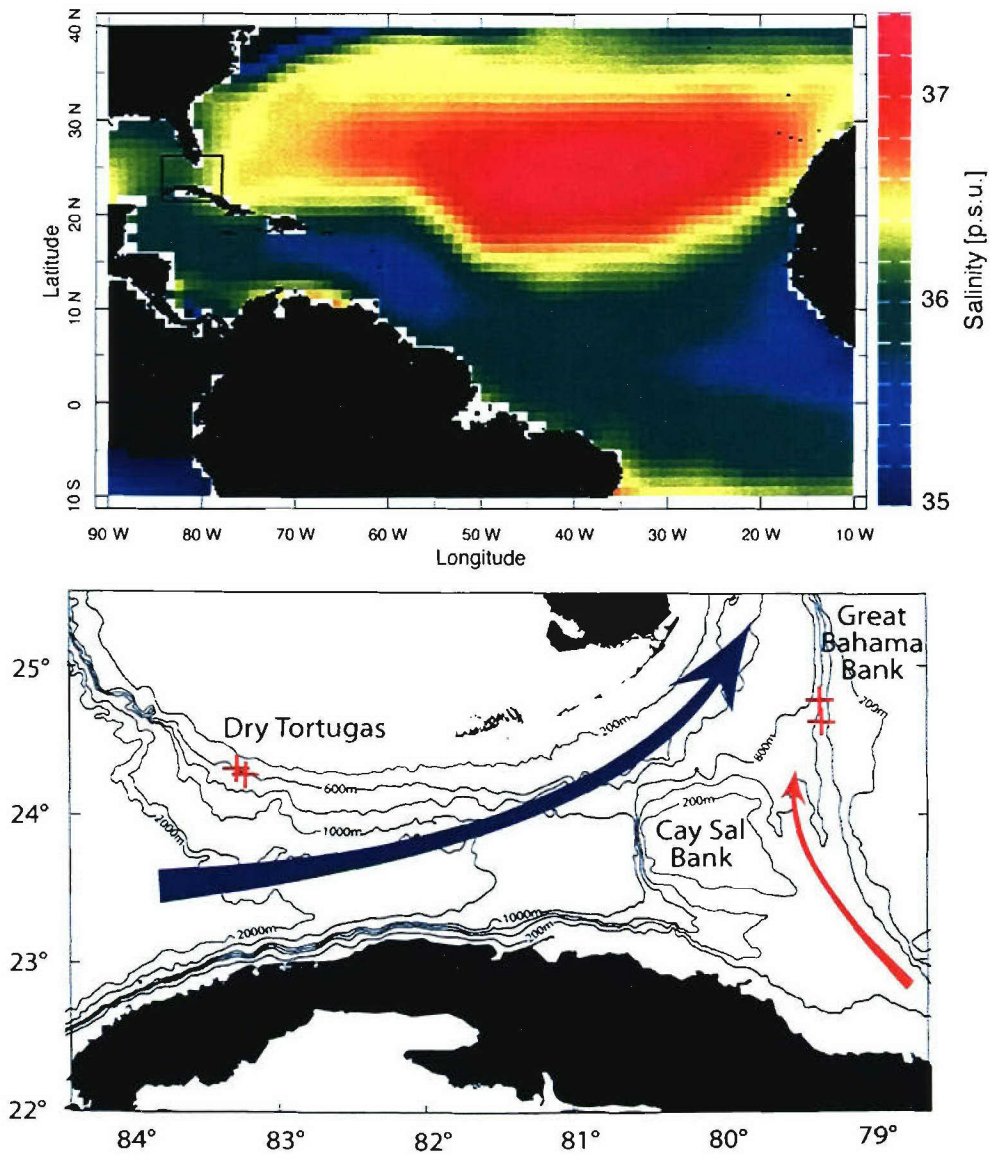 40 N
30 N
20 N
10 N
0
10 S
Latitude
90 W 80 W 70 W 60 W 50 W 40 W 30 W 20 W 10 W
Longitude
37
36
35
Salinity [p.s.u.]
Great
Bahama
Bank
200m
25°
Dry Tortugas
200m
800m
600m
24°
2000m
1000m
200m
Cay Sal
Bank
23°
2000m
1000m
200m
22°
84° 83° 82° 81° 80° 79°